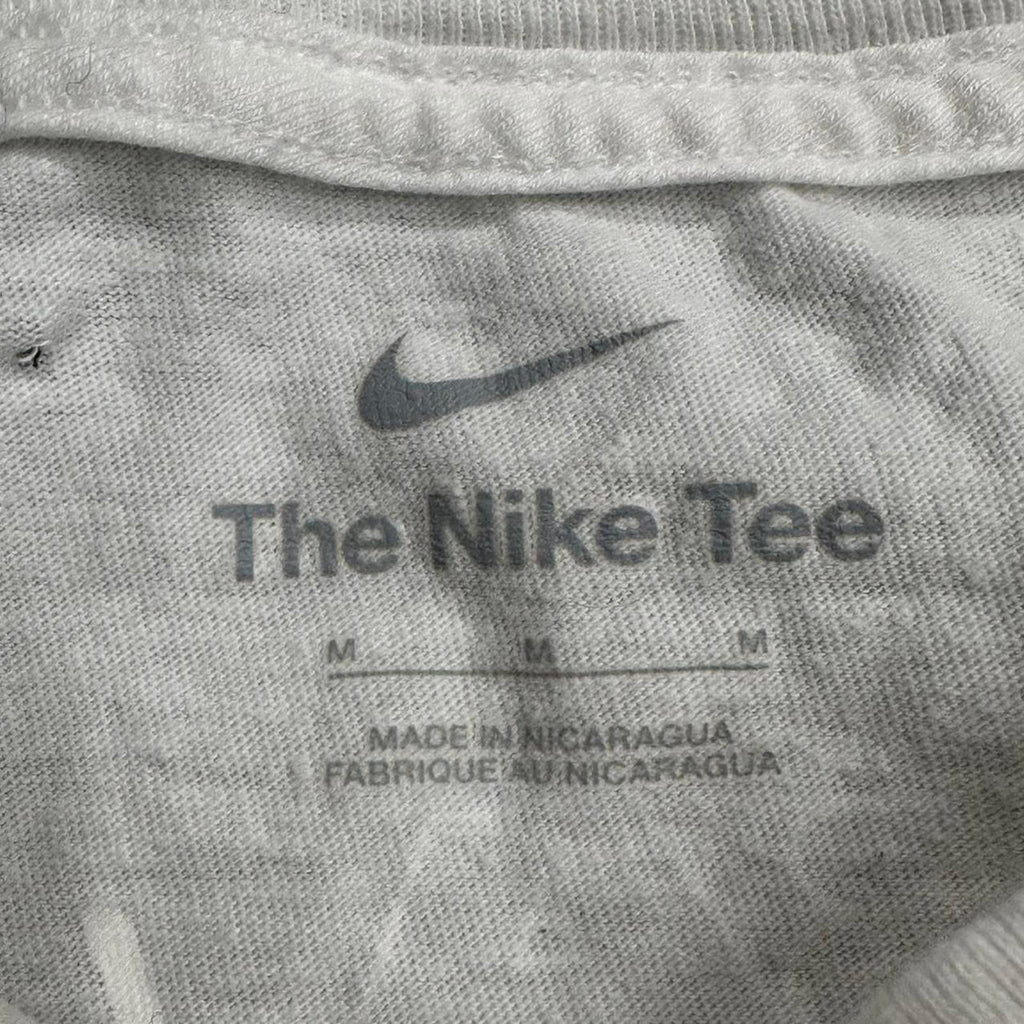 The Nike Tee
M M M
MADE IN NICARAGUA
FABRIQUE AU NICARAGUA